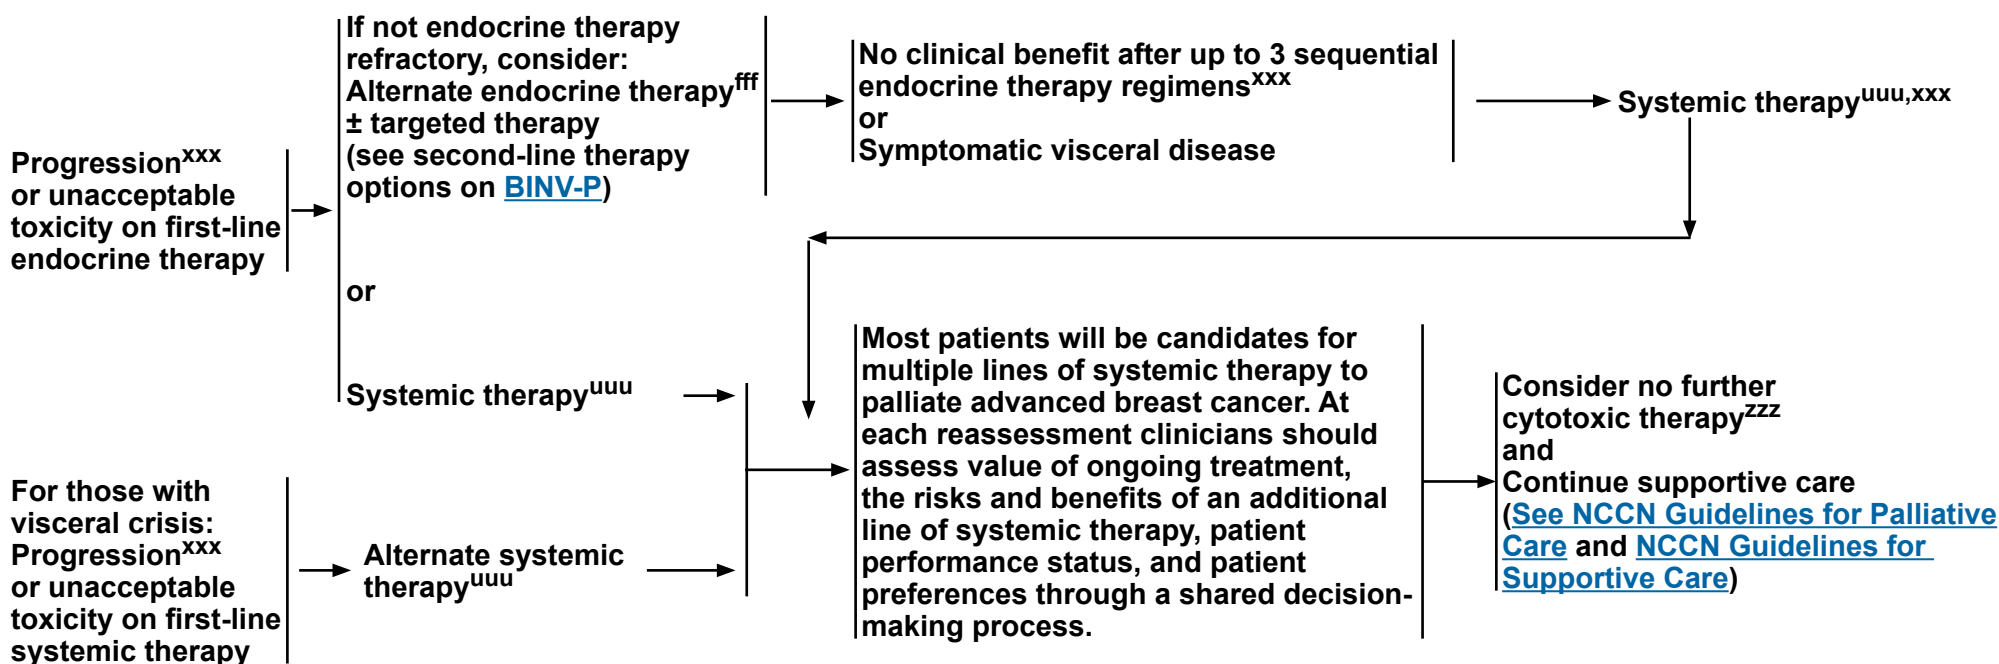 Progressionxxx
or unacceptable
toxicity on first-line
endocrine therapy
If not endocrine therapy
refractory, consider:
Alternate endocrine therapyfff
± targeted therapy
(see second-line therapy
options on BINV-P)
or
Systemic therapyuuu
No clinical benefit after up to 3 sequential
endocrine therapy regimensxxx
or
Symptomatic visceral disease
Systemic therapyuuu,xxx
For those with
visceral crisis:
Progressionxxx
or unacceptable
toxicity on first-line
systemic therapy
Alternate systemic
therapyuuu
Most patients will be candidates for
multiple lines of systemic therapy to
palliate advanced breast cancer. At
each reassessment clinicians should
assess value of ongoing treatment,
the risks and benefits of an additional
line of systemic therapy, patient
performance status, and patient
preferences through a shared decision-
making process.
Consider no further
cytotoxic therapyzzz
and
Continue supportive care
(See NCCN Guidelines for Palliative
Care and NCCN Guidelines for
Supportive Care)